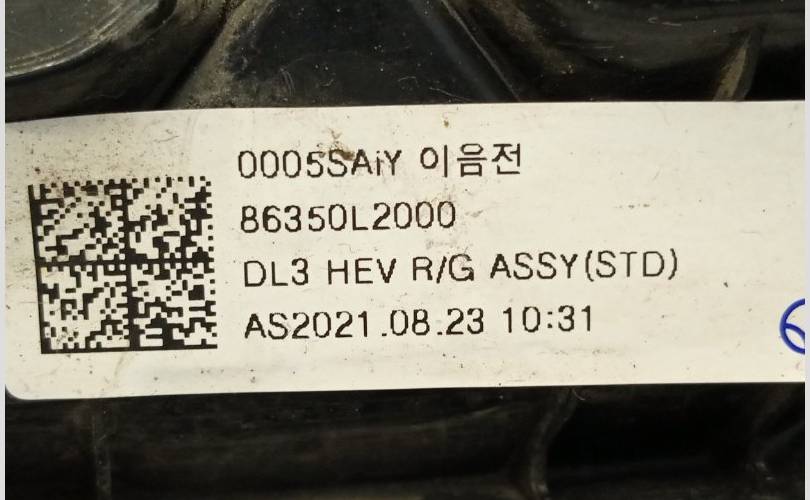 0005SAiY 이음전
86350L2000
DL3 HEV R/G ASSY(STD)
AS2021.08.23 10:31